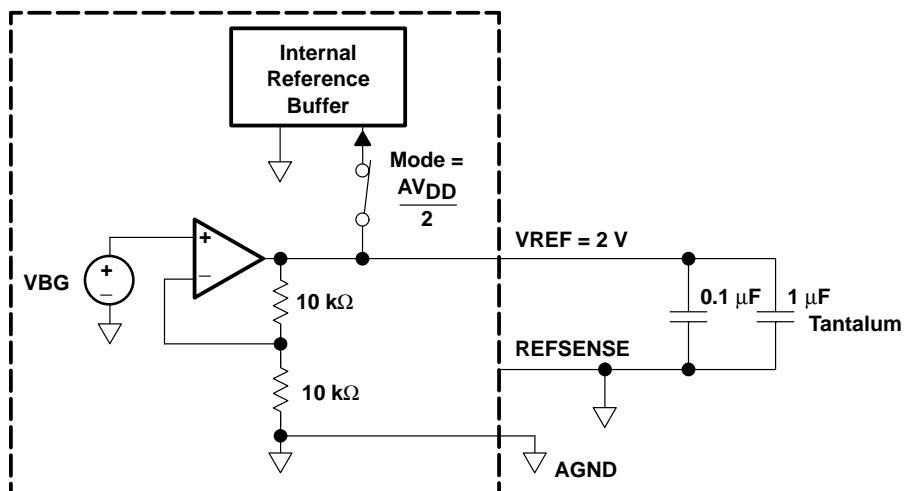 Internal
Reference
Buffer
Mode =
AVDD
2
VREF = 2 V
+
−
VBG
+
−
10 kΩ
0.1 µF
1 µF
Tantalum
REFSENSE
10 kΩ
AGND